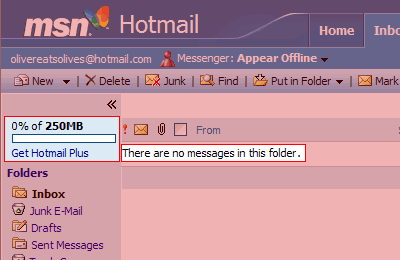 msn Hotmail
Home
Inbo
olivereatsolives@hotmail.com Messenger: Appear Offline
New Delete Junk Find Put in Folder Mark
0% of 250MB
From
Get Hotmail Plus
There are no messages in this folder.
Folders
Inbox
Junk E-Mail
Drafts
Sent Messages